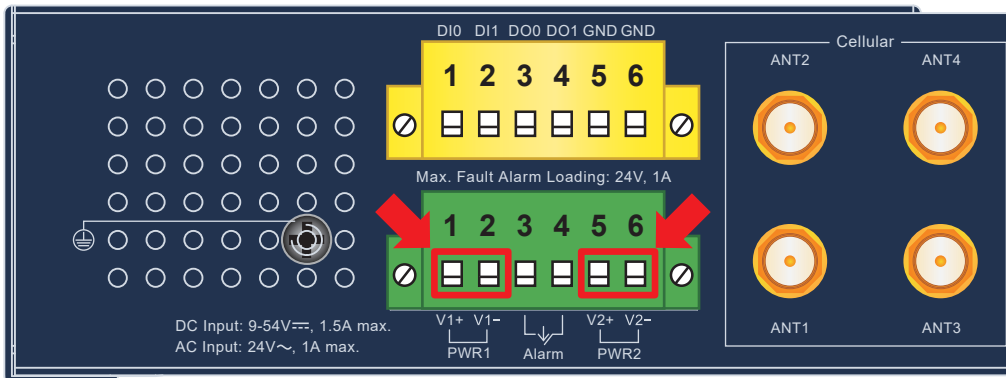 DI0 DI1 DO0 DO1 GND GND
1 2 3 4 5 6
Max. Fault Alarm Loading: 24V, 1A
1 2 3 4 5 6
V1+ V1− V2+ V2−
PWR1 Alarm PWR2
DC Input: 9-54V⎓, 1.5A max.
AC Input: 24V～, 1A max.
Cellular
ANT2 ANT4
ANT1 ANT3